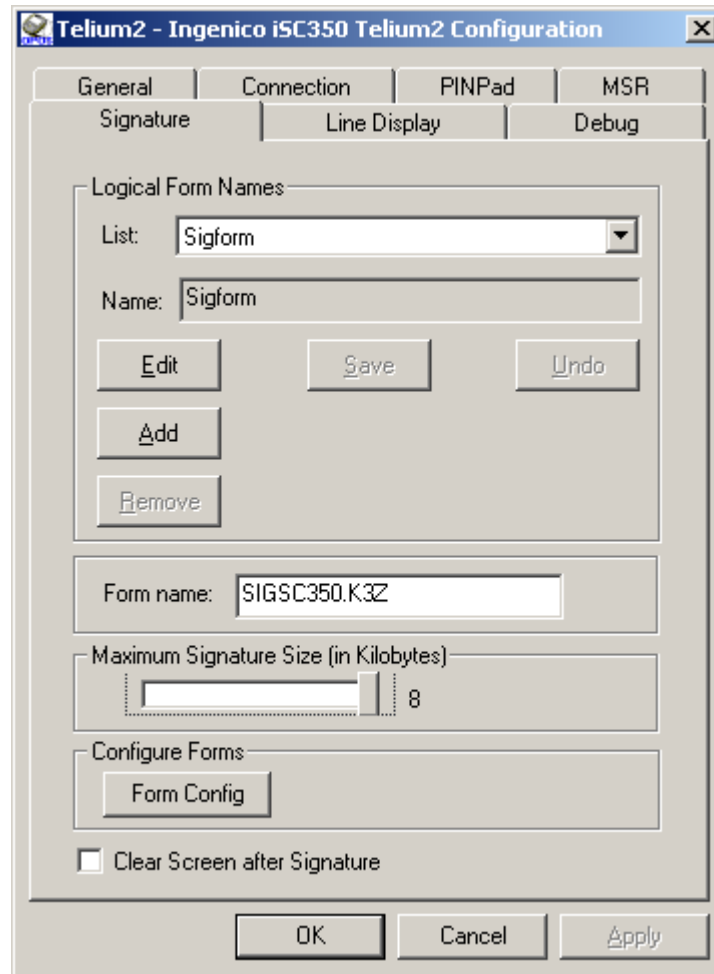 Telium2 - Ingenico iSC350 Telium2 Configuration
General Connection PINPad MSR
Signature Line Display Debug
Logical Form Names
List: Sigform
Name: Sigform
Edit Save Undo
Add
Remove
Form name: SIGSC350.K3Z
Maximum Signature Size (in Kilobytes)
8
Configure Forms
Form Config
Clear Screen after Signature
OK Cancel Apply